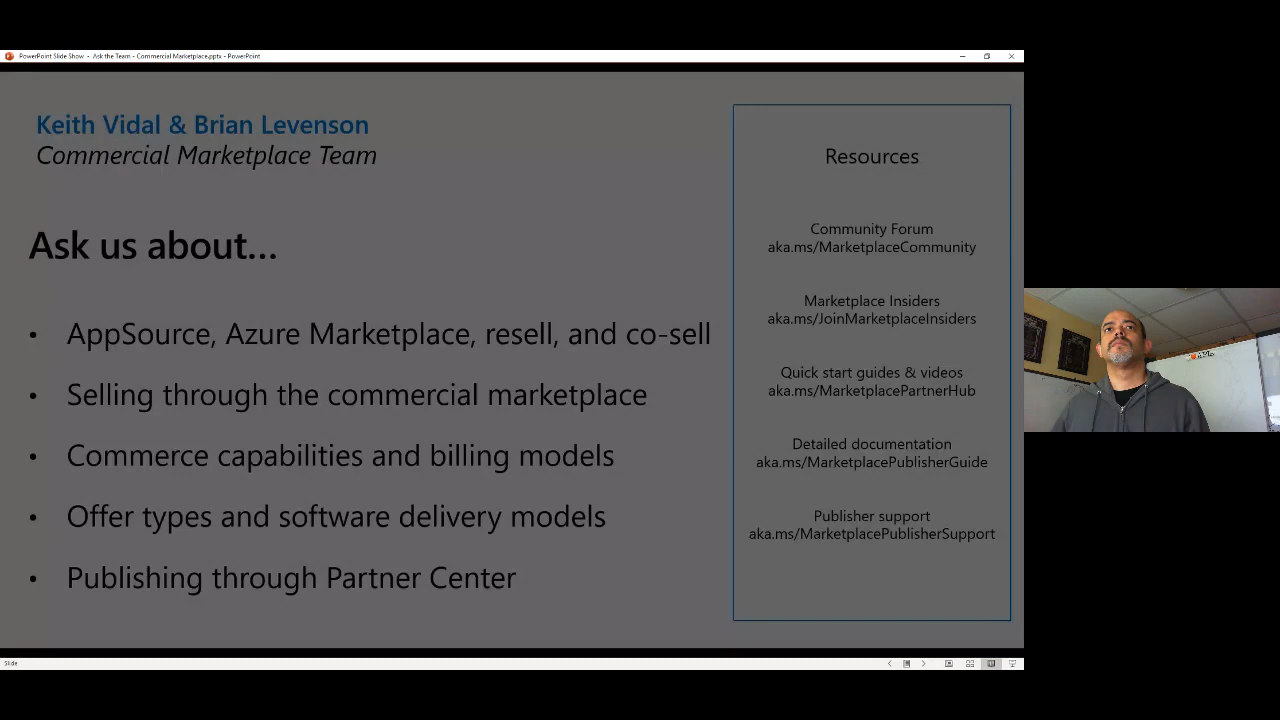 PowerPoint Slide Show - Ask the Team - Commercial Marketplace.pptx - PowerPoint
Keith Vidal & Brian Levenson
Commercial Marketplace Team
Ask us about...
• AppSource, Azure Marketplace, resell, and co-sell
• Selling through the commercial marketplace
• Commerce capabilities and billing models
• Offer types and software delivery models
• Publishing through Partner Center
Resources
Community Forum
aka.ms/MarketplaceCommunity
Marketplace Insiders
aka.ms/JoinMarketplaceInsiders
Quick start guides & videos
aka.ms/MarketplacePartnerHub
Detailed documentation
aka.ms/MarketplacePublisherGuide
Publisher support
aka.ms/MarketplacePublisherSupport
Slide